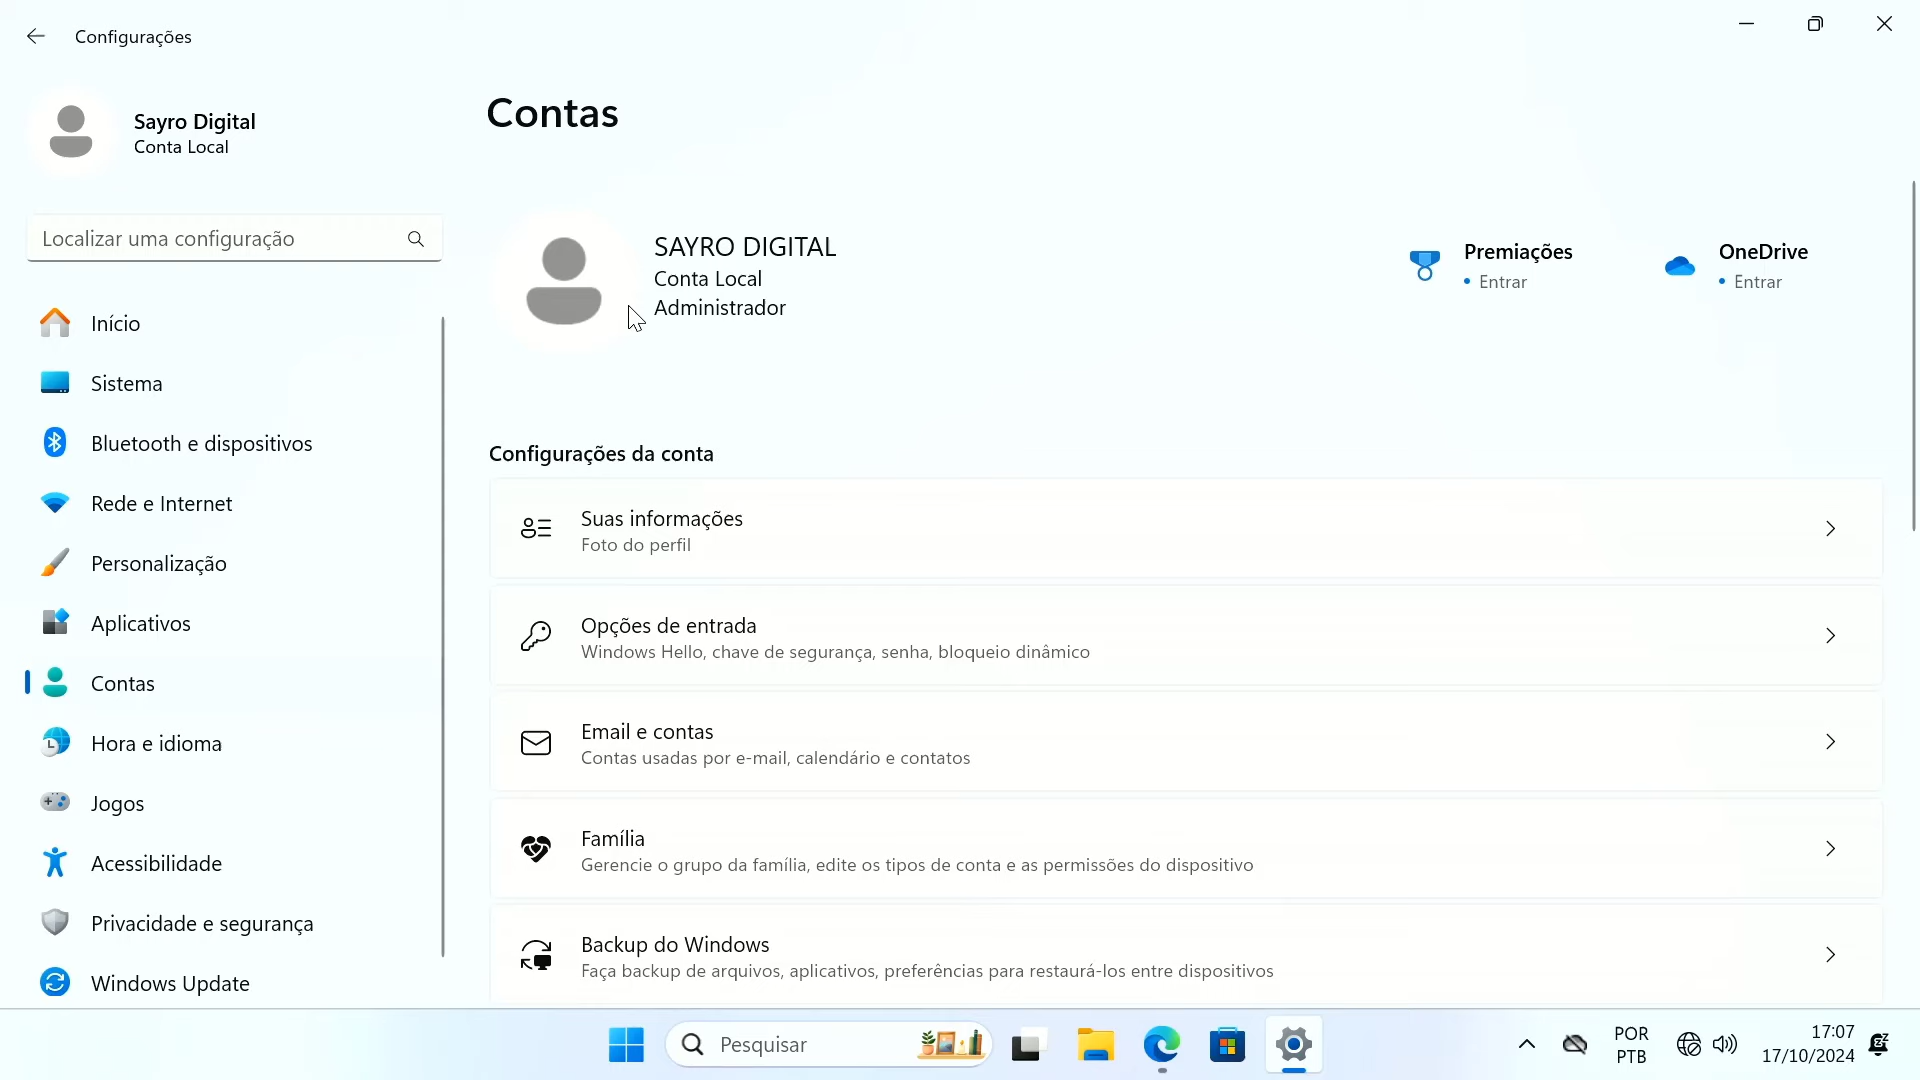 Configurações
Sayro Digital
Conta Local
Localizar uma configuração
Início
Sistema
Bluetooth e dispositivos
Rede e Internet
Personalização
Aplicativos
Contas
Hora e idioma
Jogos
Acessibilidade
Privacidade e segurança
Windows Update
Contas
SAYRO DIGITAL
Conta Local
Administrador
Premiações
• Entrar
OneDrive
• Entrar
Configurações da conta
Suas informações
Foto do perfil
Opções de entrada
Windows Hello, chave de segurança, senha, bloqueio dinâmico
Email e contas
Contas usadas por e-mail, calendário e contatos
Família
Gerencie o grupo da família, edite os tipos de conta e as permissões do dispositivo
Backup do Windows
Faça backup de arquivos, aplicativos, preferências para restaurá-los entre dispositivos
Pesquisar
POR
PTB
17:07
17/10/2024